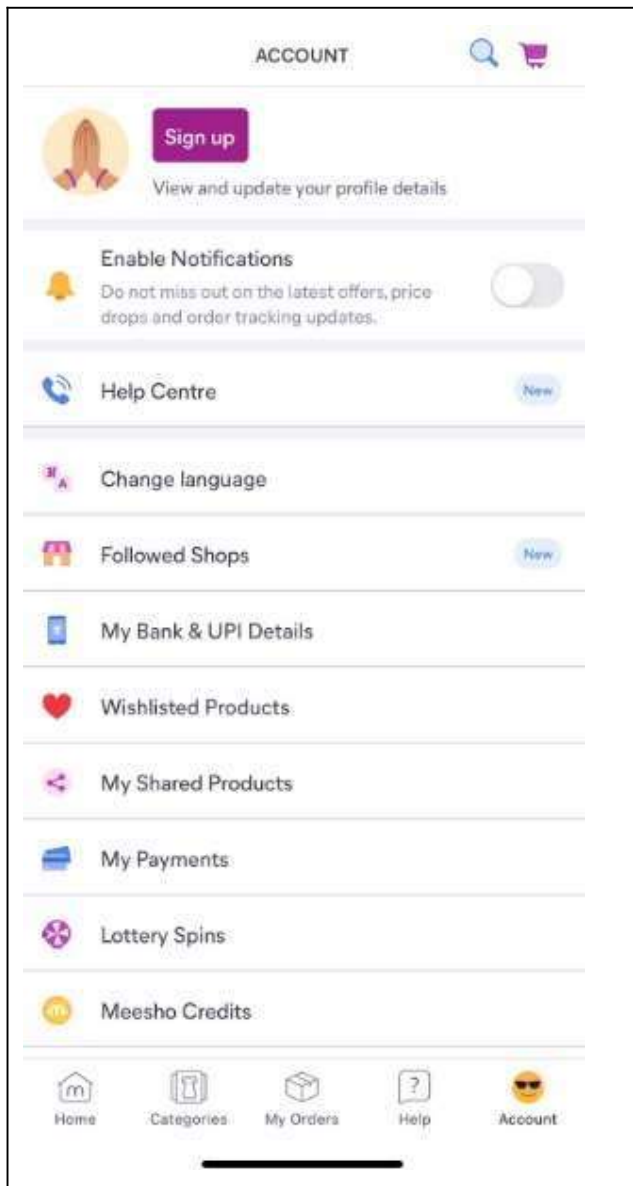 ACCOUNT
Sign up
View and update your profile details
Enable Notifications
Do not miss out on the latest offers, price
drops and order tracking updates.
Help Centre
New
Change language
Followed Shops
New
My Bank & UPI Details
Wishlisted Products
My Shared Products
My Payments
Lottery Spins
Meesho Credits
m
?
Home
Categories
My Orders
Help
Account